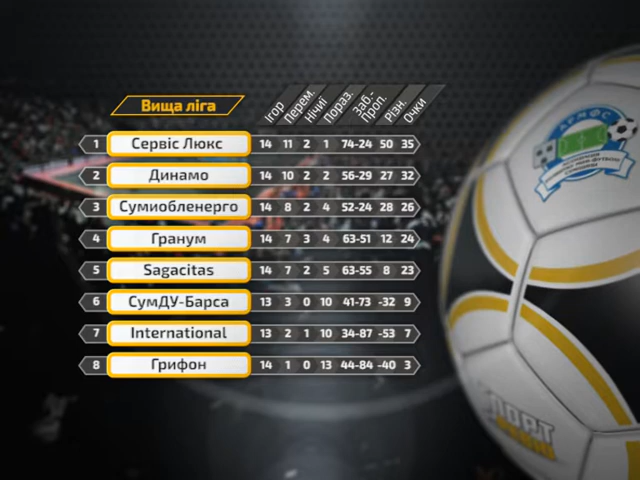 Вища ліга
Ігор Перем. Нічиї Пораз. Заб.-Проп. Різн. Очки
1 Сервіс Люкс 14 11 2 1 74-24 50 35
2 Динамо 14 10 2 2 56-29 27 32
3 Сумиобленерго 14 8 2 4 52-24 28 26
4 Гранум 14 7 3 4 63-51 12 24
5 Sagacitas 14 7 2 5 63-55 8 23
6 СумДУ-Барса 13 3 0 10 41-73 -32 9
7 International 13 2 1 10 34-87 -53 7
8 Грифон 14 1 0 13 44-84 -40 3